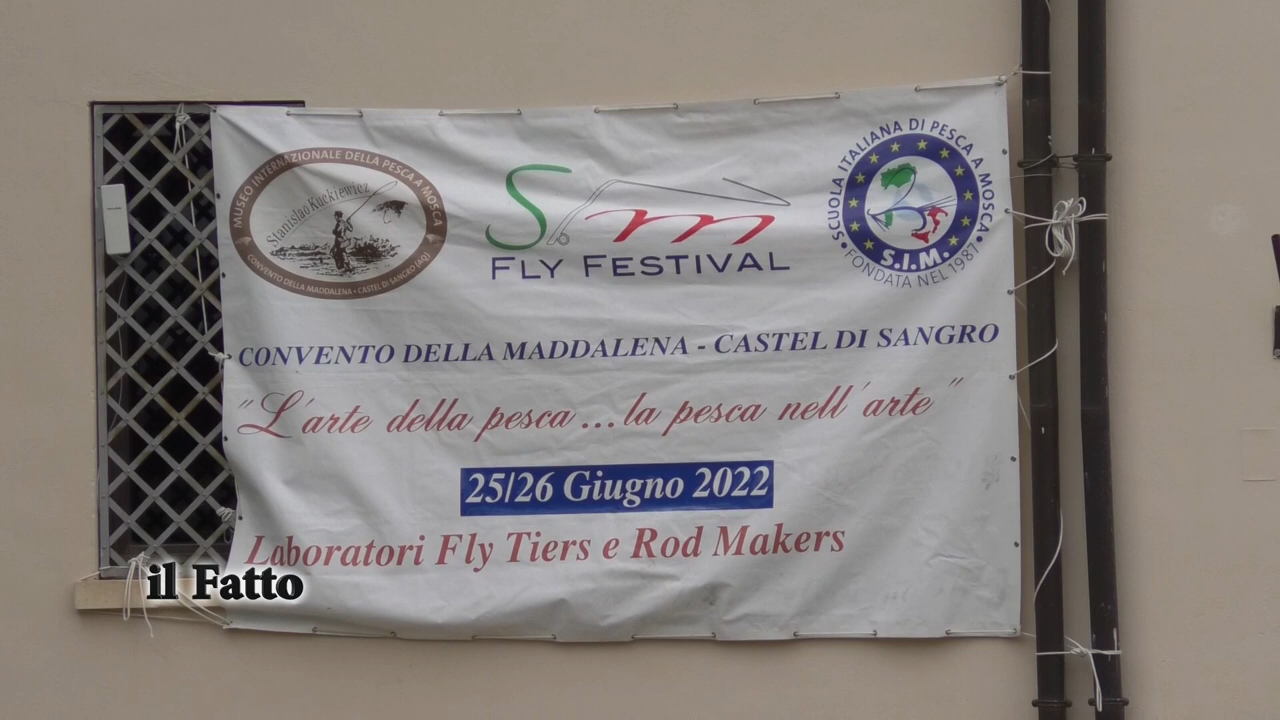 MUSEO INTERNAZIONALE DELLA PESCA A MOSCA
Stanislao Kuckiewicz
CONVENTO DELLA MADDALENA • CASTEL DI SANGRO (AQ)
Sim
FLY FESTIVAL
SCUOLA ITALIANA DI PESCA A MOSCA
S.I.M.
• FONDATA NEL 1987 •
CONVENTO DELLA MADDALENA - CASTEL DI SANGRO
"L'arte della pesca...la pesca nell'arte"
25/26 Giugno 2022
Laboratori Fly Tiers e Rod Makers
il Fatto